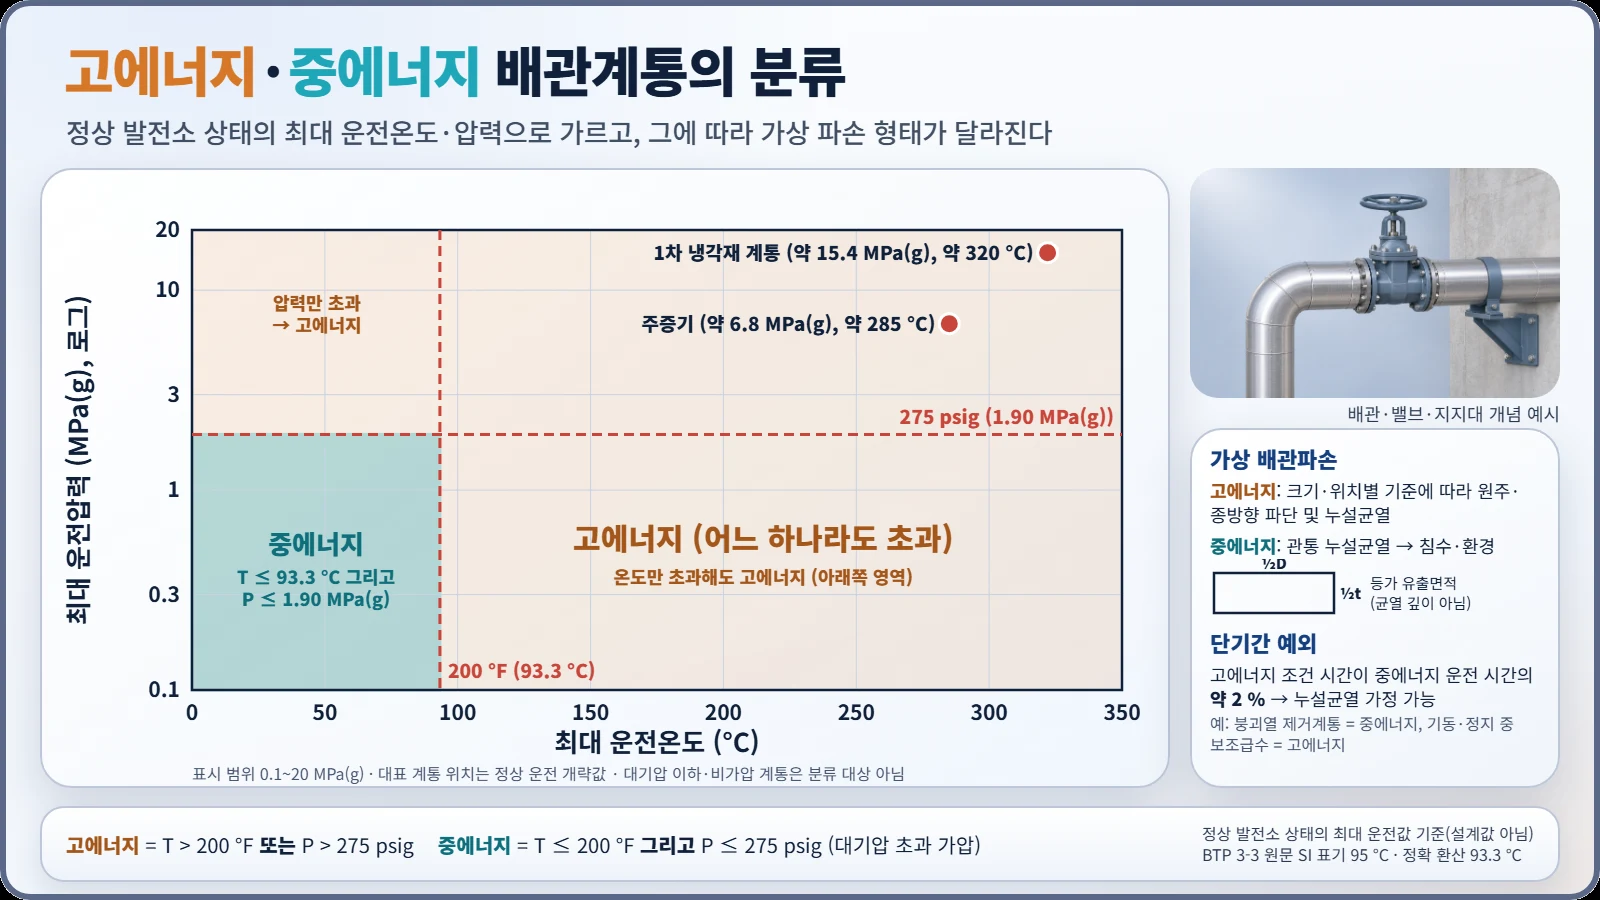 고에너지·중에너지 배관계통의 분류
정상 발전소 상태의 최대 운전온도·압력으로 가르고, 그에 따라 가상 파손 형태가 달라진다
최대 운전압력 (MPa(g), 로그)
20
10
3
1
0.3
0.1
압력만 초과
→ 고에너지
1차 냉각재 계통 (약 15.4 MPa(g), 약 320 °C)
주증기 (약 6.8 MPa(g), 약 285 °C)
275 psig (1.90 MPa(g))
중에너지
T ≤ 93.3 °C 그리고
P ≤ 1.90 MPa(g)
고에너지 (어느 하나라도 초과)
온도만 초과해도 고에너지 (아래쪽 영역)
200 °F (93.3 °C)
0 50 100 150 200 250 300 350
최대 운전온도 (°C)
표시 범위 0.1~20 MPa(g) · 대표 계통 위치는 정상 운전 개략값 · 대기압 이하·비가압 계통은 분류 대상 아님
배관·밸브·지지대 개념 예시
가상 배관파손
고에너지: 크기·위치별 기준에 따라 원주·
종방향 파단 및 누설균열
중에너지: 관통 누설균열 → 침수·환경
½D
½t
등가 유출면적
(균열 깊이 아님)
단기간 예외
고에너지 조건 시간이 중에너지 운전 시간의
약 2 % → 누설균열 가정 가능
예: 붕괴열 제거계통 = 중에너지, 기동·정지 중
보조급수 = 고에너지
고에너지 = T > 200 °F 또는 P > 275 psig 중에너지 = T ≤ 200 °F 그리고 P ≤ 275 psig (대기압 초과 가압)
정상 발전소 상태의 최대 운전값 기준(설계값 아님)
BTP 3-3 원문 SI 표기 95 °C · 정확 환산 93.3 °C